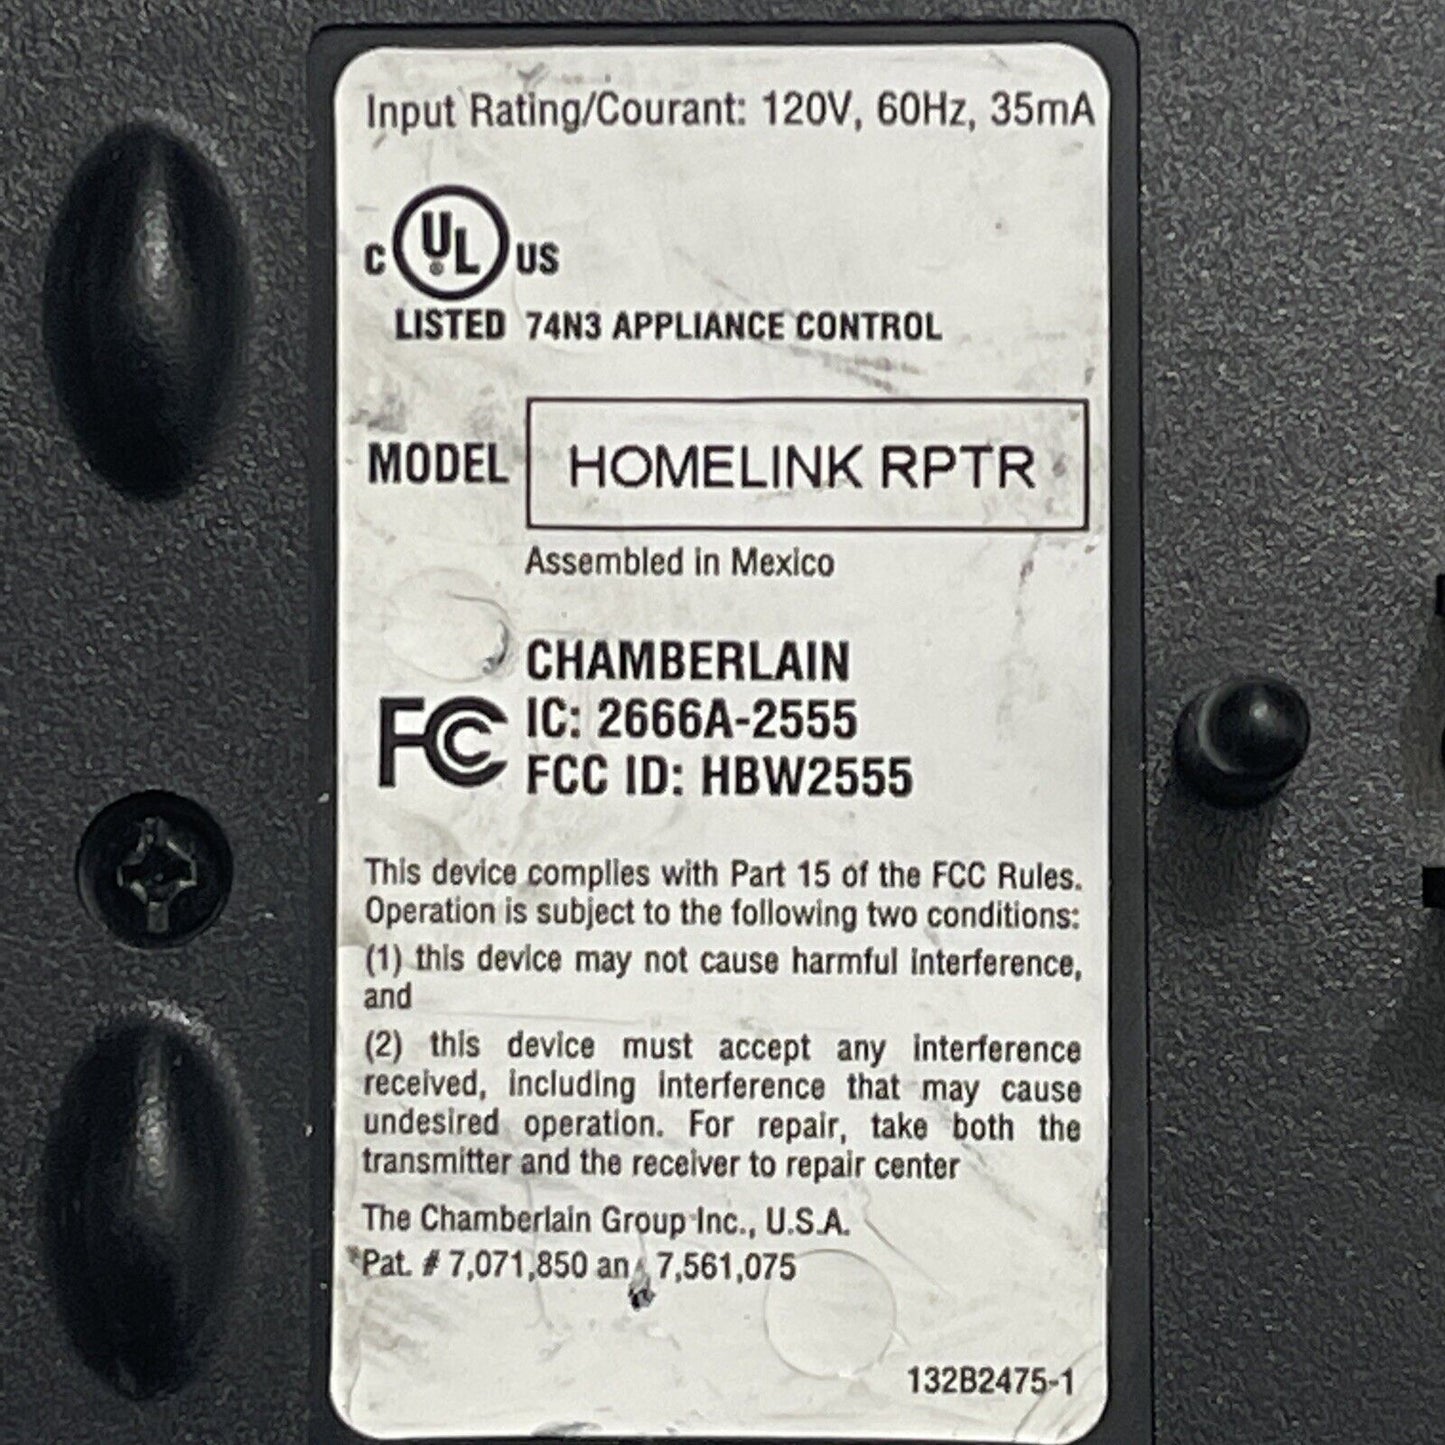 Input Rating/Courant: 120V, 60Hz, 35mA
C UL ® US
LISTED 74N3 APPLIANCE CONTROL
MODEL HOMELINK RPTR
Assembled in Mexico
CHAMBERLAIN
FC IC: 2666A-2555
FCC ID: HBW2555
This device complies with Part 15 of the FCC Rules.
Operation is subject to the following two conditions:
(1) this device may not cause harmful interference,
and
(2) this device must accept any interference
received, including interference that may cause
undesired operation. For repair, take both the
transmitter and the receiver to repair center
The Chamberlain Group Inc., U.S.A.
Pat. # 7,071,850 an 7,561,075
132B2475-1